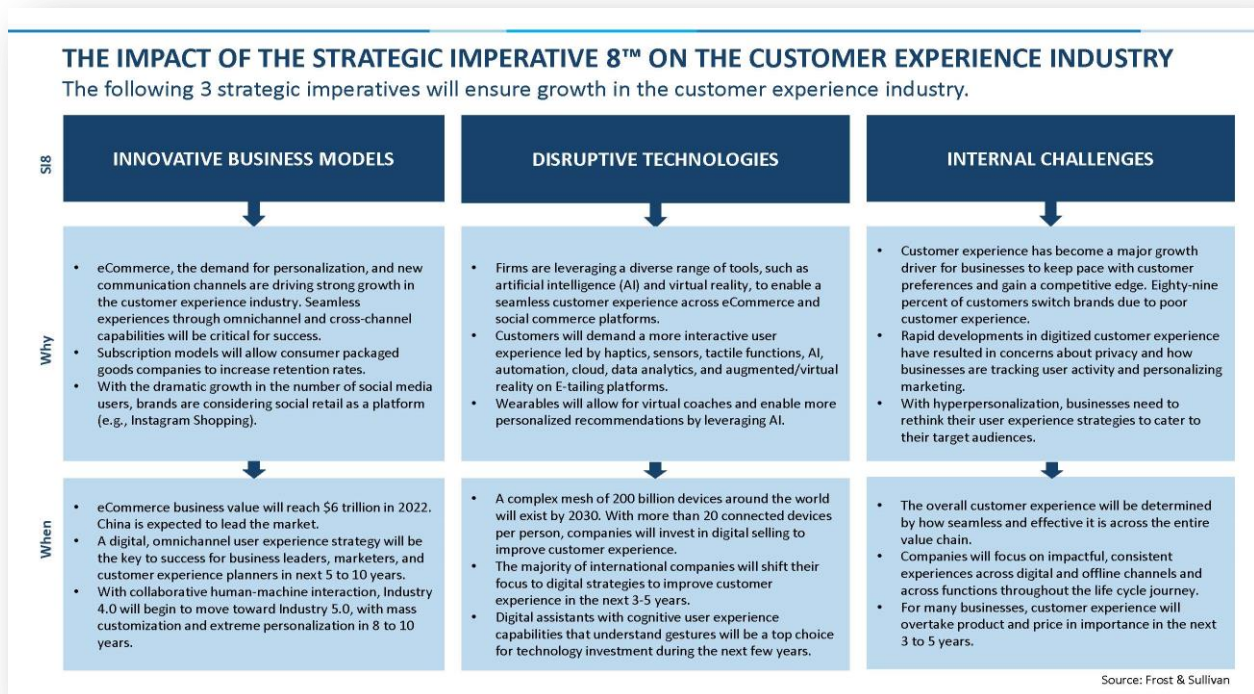 THE IMPACT OF THE STRATEGIC IMPERATIVE 8™ ON THE CUSTOMER EXPERIENCE INDUSTRY
The following 3 strategic imperatives will ensure growth in the customer experience industry.
SI8
INNOVATIVE BUSINESS MODELS
DISRUPTIVE TECHNOLOGIES
INTERNAL CHALLENGES
Why
• eCommerce, the demand for personalization, and new
communication channels are driving strong growth in
the customer experience industry. Seamless
experiences through omnichannel and cross-channel
capabilities will be critical for success.
• Subscription models will allow consumer packaged
goods companies to increase retention rates.
• With the dramatic growth in the number of social media
users, brands are considering social retail as a platform
(e.g., Instagram Shopping).
• Firms are leveraging a diverse range of tools, such as
artificial intelligence (AI) and virtual reality, to enable a
seamless customer experience across eCommerce and
social commerce platforms.
• Customers will demand a more interactive user
experience led by haptics, sensors, tactile functions, AI,
automation, cloud, data analytics, and augmented/virtual
reality on E-tailing platforms.
• Wearables will allow for virtual coaches and enable more
personalized recommendations by leveraging AI.
• Customer experience has become a major growth
driver for businesses to keep pace with customer
preferences and gain a competitive edge. Eighty-nine
percent of customers switch brands due to poor
customer experience.
• Rapid developments in digitized customer experience
have resulted in concerns about privacy and how
businesses are tracking user activity and personalizing
marketing.
• With hyperpersonalization, businesses need to
rethink their user experience strategies to cater to
their target audiences.
When
• eCommerce business value will reach $6 trillion in 2022.
China is expected to lead the market.
• A digital, omnichannel user experience strategy will be
the key to success for business leaders, marketers, and
customer experience planners in next 5 to 10 years.
• With collaborative human-machine interaction, Industry
4.0 will begin to move toward Industry 5.0, with mass
customization and extreme personalization in 8 to 10
years.
• A complex mesh of 200 billion devices around the world
will exist by 2030. With more than 20 connected devices
per person, companies will invest in digital selling to
improve customer experience.
• The majority of international companies will shift their
focus to digital strategies to improve customer
experience in the next 3-5 years.
• Digital assistants with cognitive user experience
capabilities that understand gestures will be a top choice
for technology investment during the next few years.
• The overall customer experience will be determined
by how seamless and effective it is across the entire
value chain.
• Companies will focus on impactful, consistent
experiences across digital and offline channels and
across functions throughout the life cycle journey.
• For many businesses, customer experience will
overtake product and price in importance in the next
3 to 5 years.
Source: Frost & Sullivan